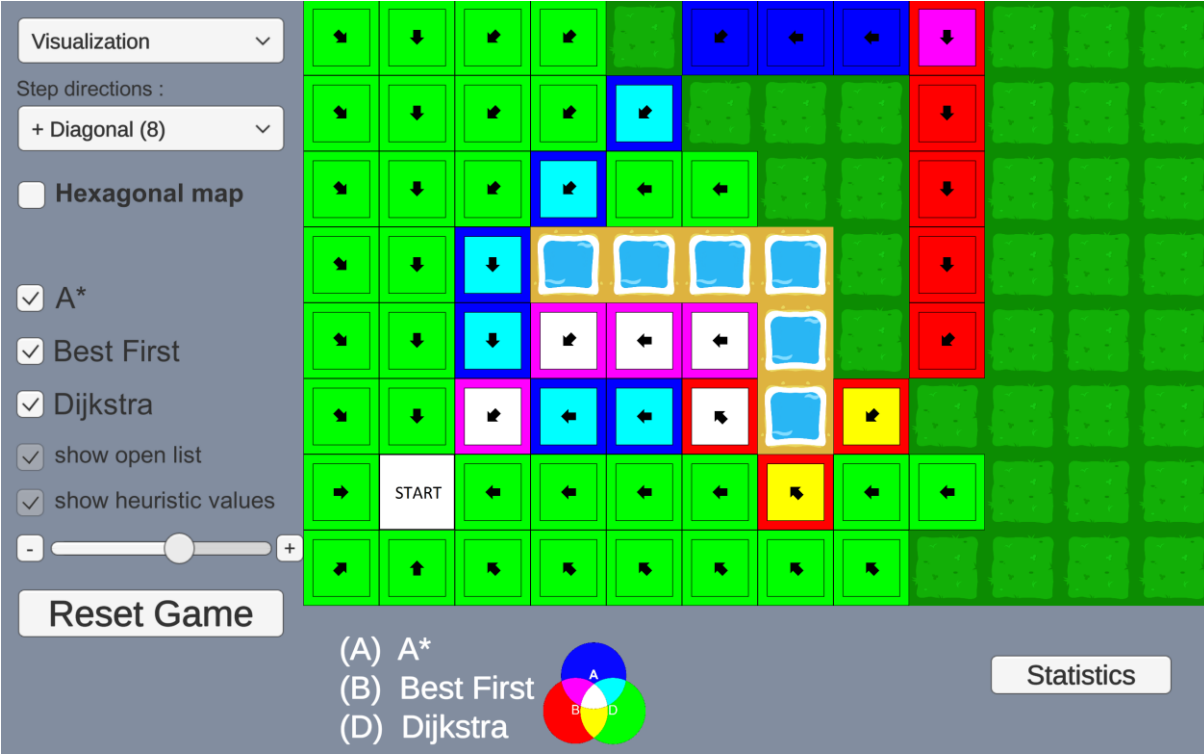 Visualization
Step directions :
+ Diagonal (8)
Hexagonal map
A*
Best First
Dijkstra
show open list
show heuristic values
- +
Reset Game
START
(A) A*
(B) Best First
(D) Dijkstra
A
B D
Statistics